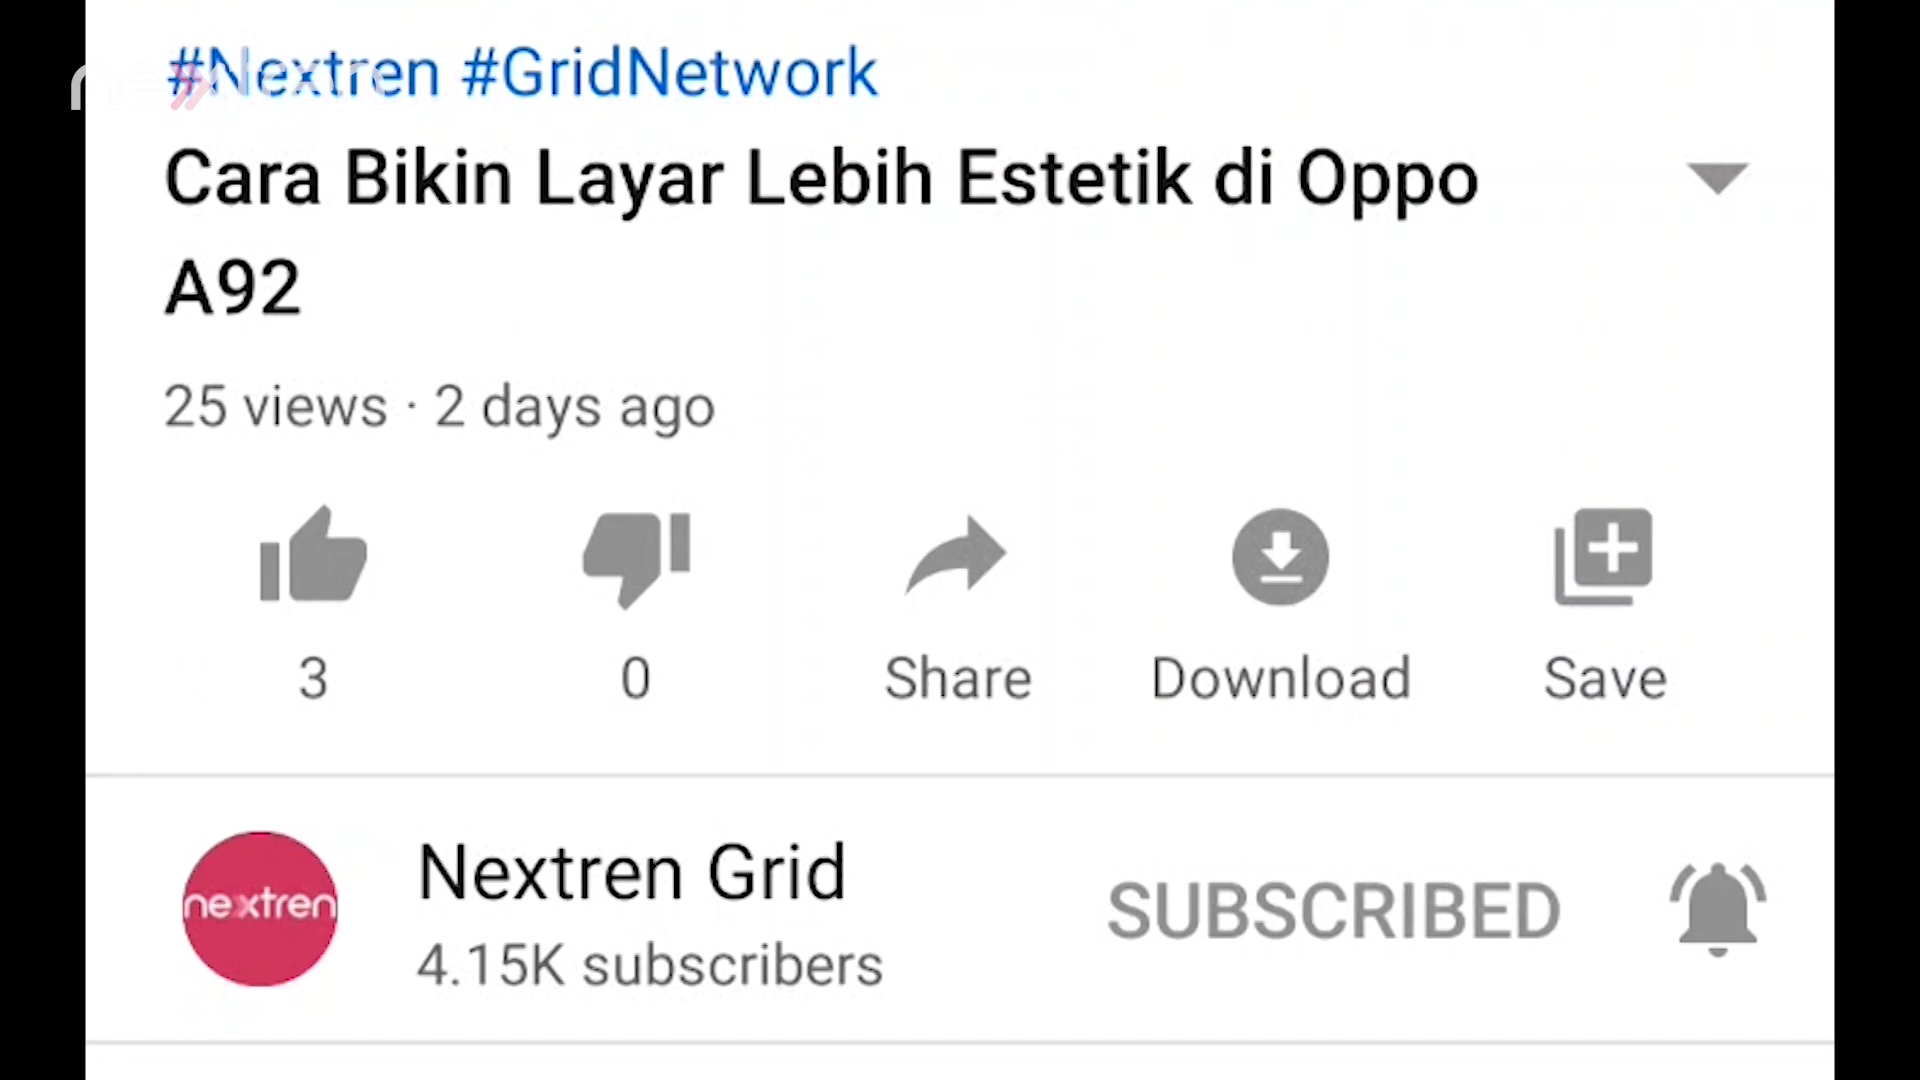 nextren
#Nextren #GridNetwork
Cara Bikin Layar Lebih Estetik di Oppo
A92
25 views · 2 days ago
3
0
Share
Download
Save
nextren
Nextren Grid
4.15K subscribers
SUBSCRIBED